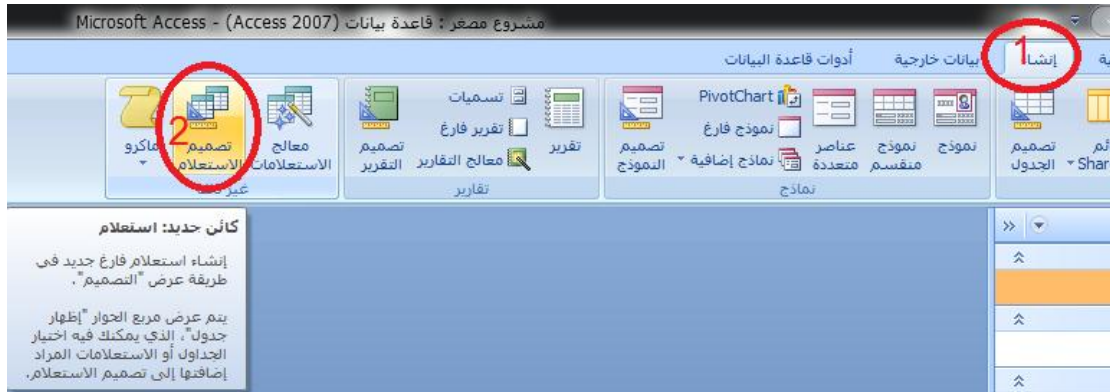 مشروع مصغر : قاعدة بيانات (Access 2007) - Microsoft Access
1
إنشاء
بيانات خارجية
أدوات قاعدة البيانات
تصميم
الجدول
نموذج
نموذج
منقسم
عناصر
متعددة
PivotChart
نموذج فارغ
نماذج إضافية
تصميم
النموذج
نماذج
تقرير
تسميات
تقرير فارغ
معالج التقارير
تصميم
التقرير
تقارير
معالج
الاستعلامات
2
تصميم
الاستعلام
ماكرو
كائن جديد: استعلام
إنشاء استعلام فارغ جديد في
طريقة عرض "التصميم".
يتم عرض مربع الحوار "إظهار
جدول"، الذي يمكنك فيه اختيار
الجداول أو الاستعلامات المراد
إضافتها إلى تصميم الاستعلام.